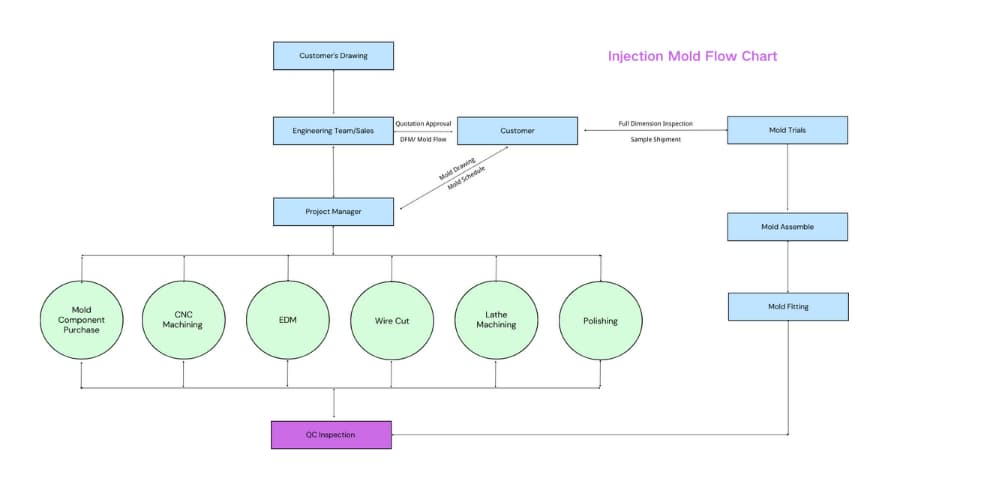 Customer's Drawing
Injection Mold Flow Chart
Engineering Team/Sales
Quotation Approval
DFM/ Mold Flow
Customer
Full Dimension Inspection
Sample Shipment
Mold Trials
Mold Drawing
Mold Schedule
Project Manager
Mold Assemble
Mold Fitting
Mold
Component
Purchase
CNC
Machining
EDM
Wire Cut
Lathe
Machining
Polishing
QC Inspection